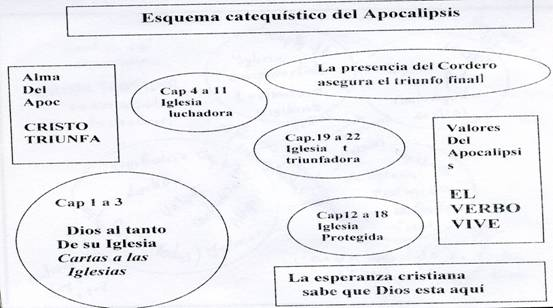 Esquema catequístico del Apocalipsis
Alma
Del
Apoc
CRISTO
TRIUNFA
Cap 4 a 11
Iglesia
luchadora
La presencia del Cordero
asegura el triunfo final
Cap.19 a 22
Iglesia t
triunfadora
Valores
Del
Apocalipsi
s
EL
VERBO
VIVE
Cap 1 a 3
Dios al tanto
De su Iglesia
Cartas a las
Iglesias
Cap12 a 18
Iglesia
Protegida
La esperanza cristiana
sabe que Dios esta aquí